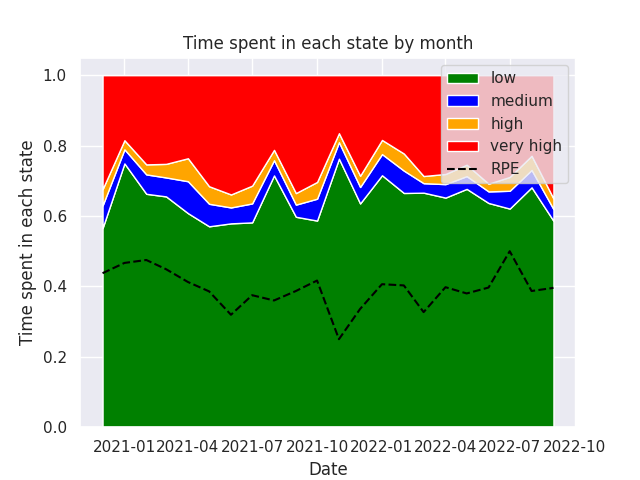 Time spent in each state by month
1.0
0.8
0.6
0.4
0.2
0.0
Time spent in each state
low
medium
high
very high
RPE
2021-01 2021-04 2021-07 2021-10 2022-01 2022-04 2022-07 2022-10
Date